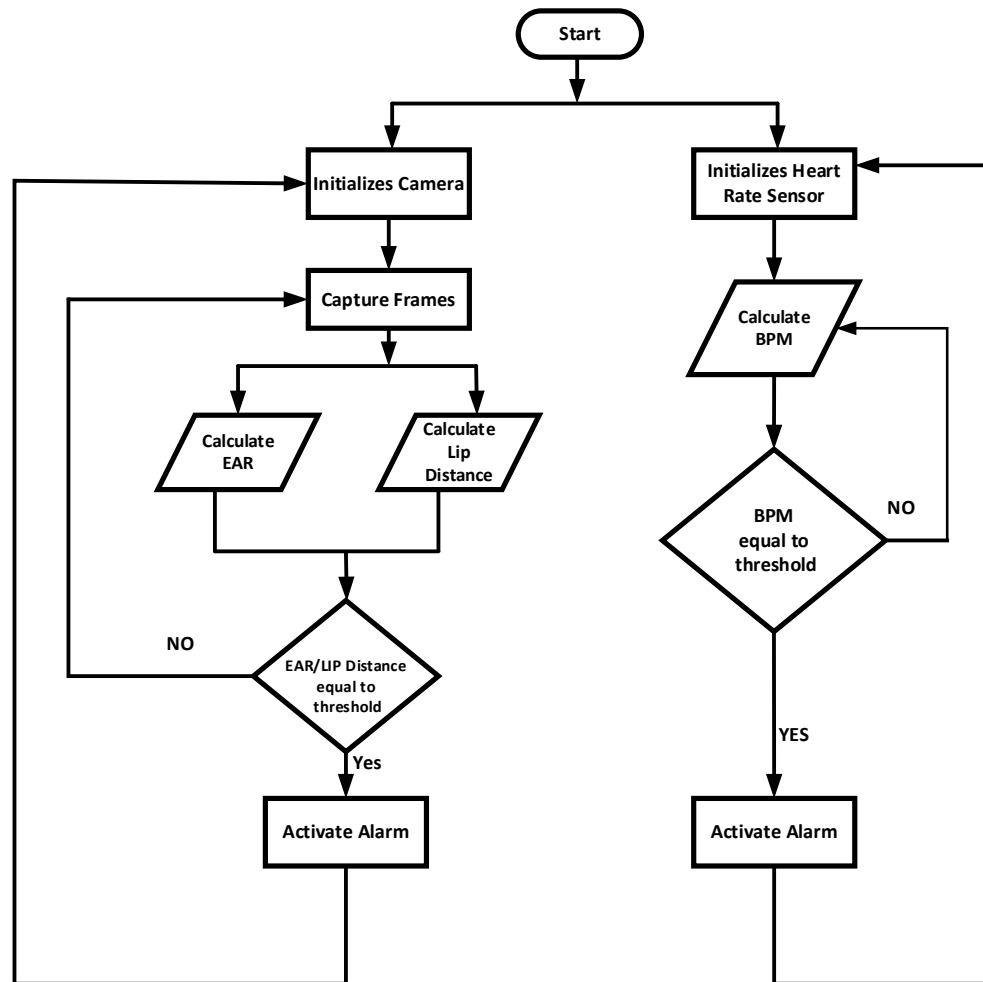 Start
Initializes Camera
Initializes Heart
Rate Sensor
Capture Frames
Calculate
BPM
Calculate
EAR
Calculate
Lip
Distance
BPM
equal to
threshold
NO
NO
EAR/LIP Distance
equal to
threshold
YES
Yes
Activate Alarm
Activate Alarm